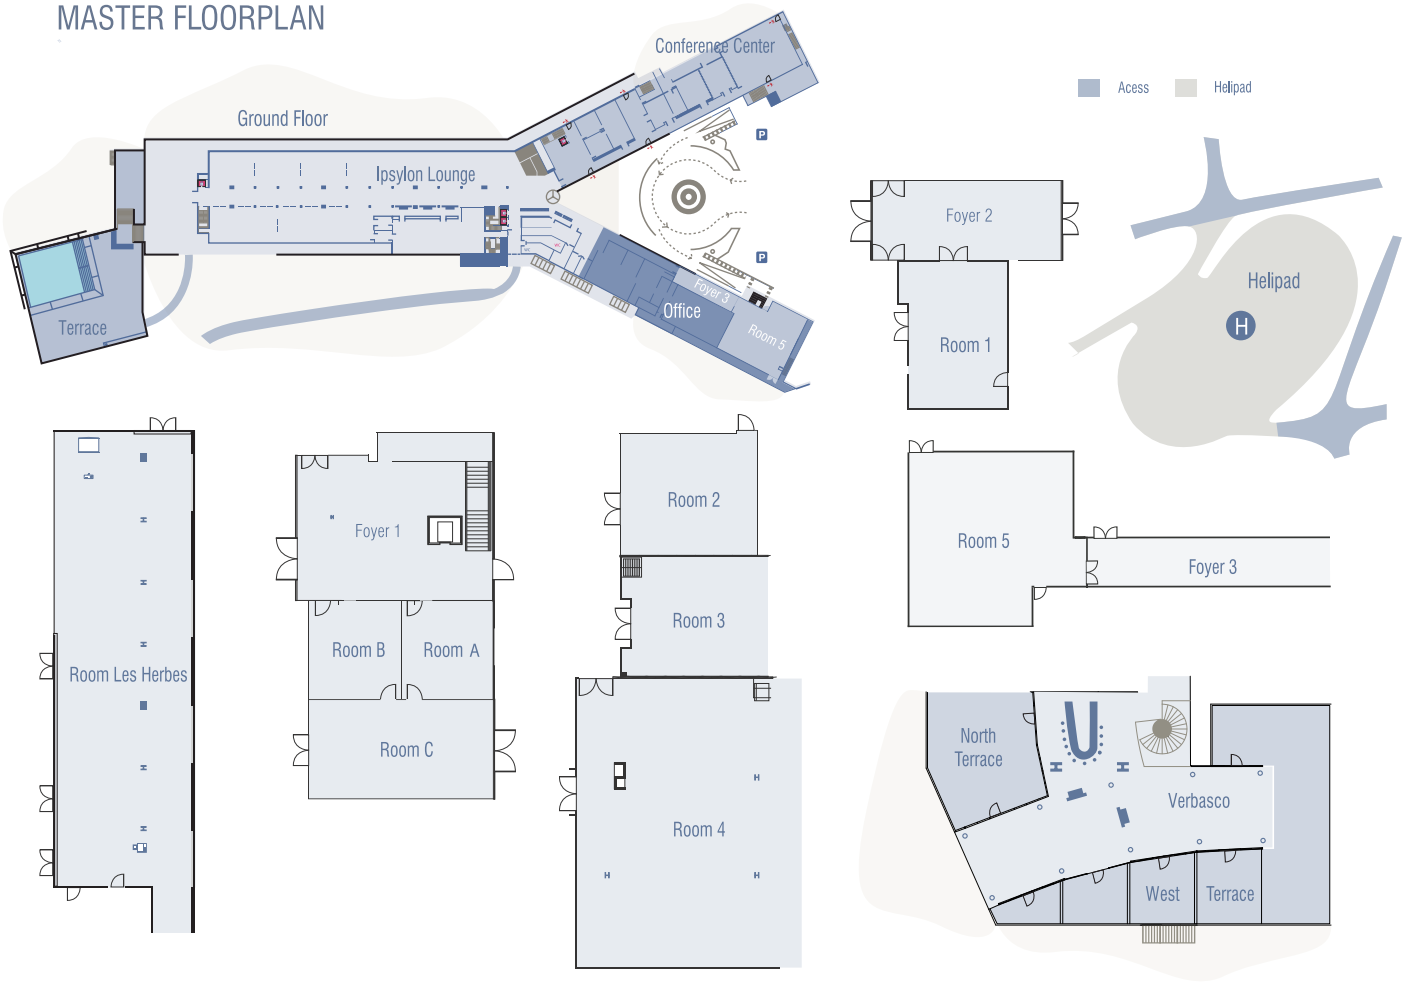 MASTER FLOORPLAN
Conference Center
Ground Floor
Ipsylon Lounge
P
P
Foyer 3
Office
Room 5
Terrace
WC
WC
Acess
Helipad
Foyer 2
Room 1
Helipad
H
Room Les Herbes
Foyer 1
Room B
Room A
Room C
Room 2
Room 3
Room 4
Room 5
Foyer 3
North
Terrace
Verbasco
West
Terrace